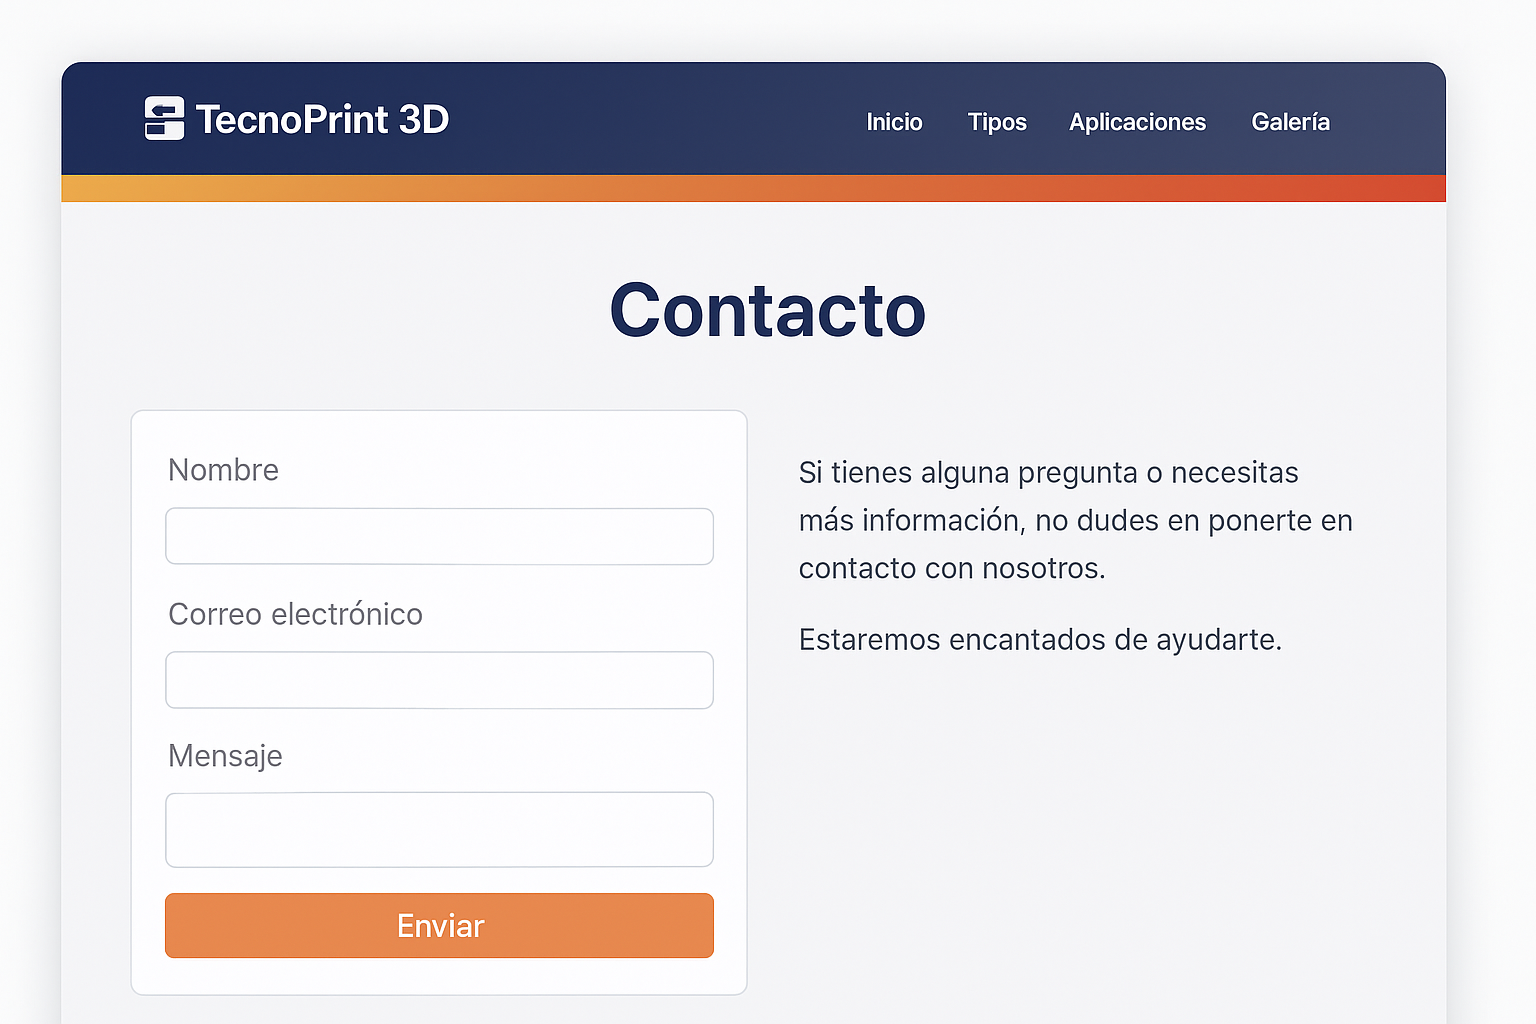 TecnoPrint 3D
Inicio Tipos Aplicaciones Galería
Contacto
Nombre
Correo electrónico
Mensaje
Enviar
Si tienes alguna pregunta o necesitas
más información, no dudes en ponerte en
contacto con nosotros.
Estaremos encantados de ayudarte.